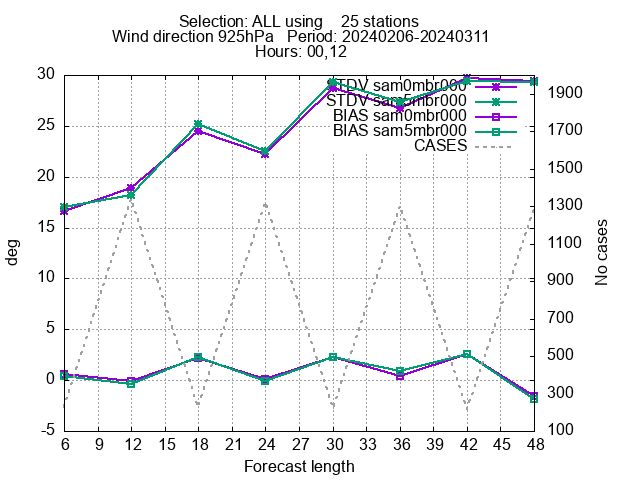 Selection: ALL using    25 stations
Wind direction 925hPa   Period: 20240206-20240311
Hours: 00,12
STDV sam0mbr000
STDV sam5mbr000
BIAS sam0mbr000
BIAS sam5mbr000
CASES
30
25
20
15
10
5
0
-5
deg
1900
1700
1500
1300
1100
900
700
500
300
100
No cases
6 9 12 15 18 21 24 27 30 33 36 39 42 45 48
Forecast length